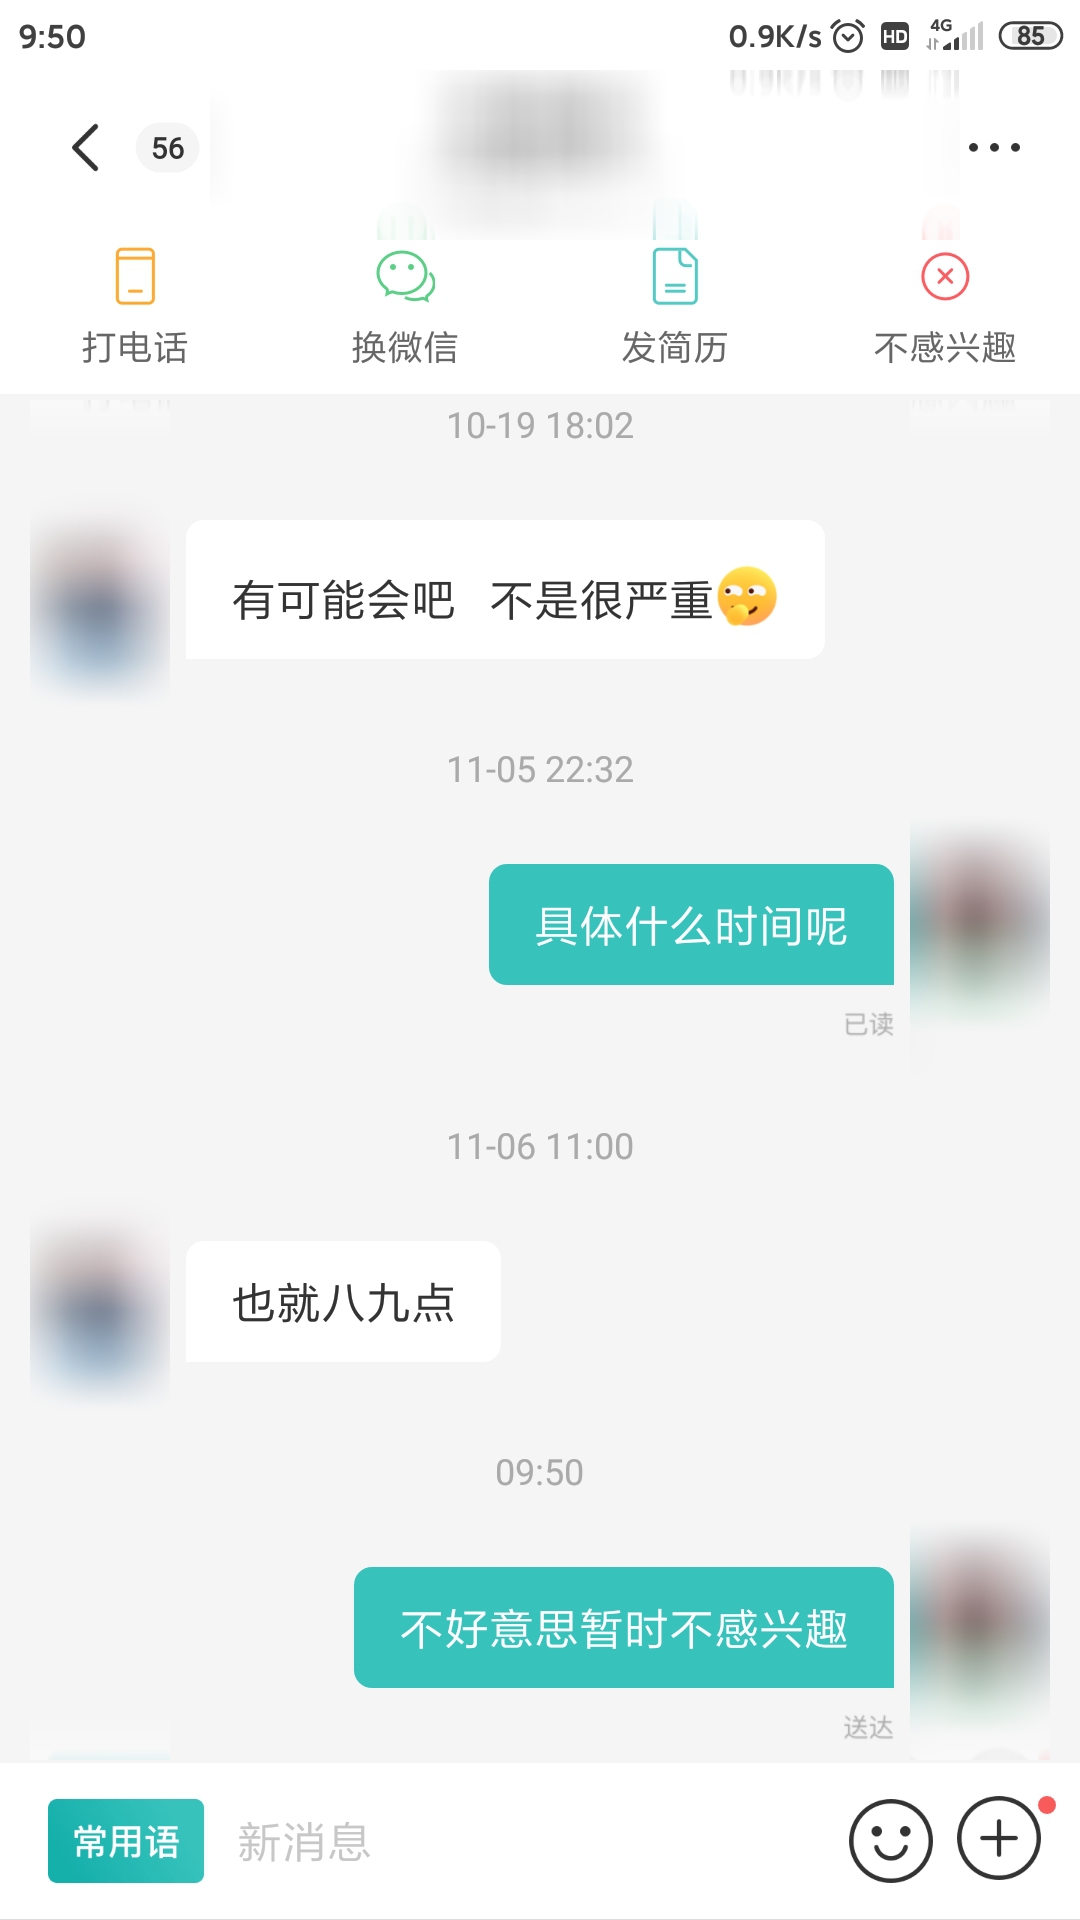 9:50 0.9K/s HD 4G 85
56
打电话 换微信 发简历 不感兴趣
10-19 18:02
有可能会吧 不是很严重
11-05 22:32
具体什么时间呢
已读
11-06 11:00
也就八九点
09:50
不好意思暂时不感兴趣
送达
常用语 新消息